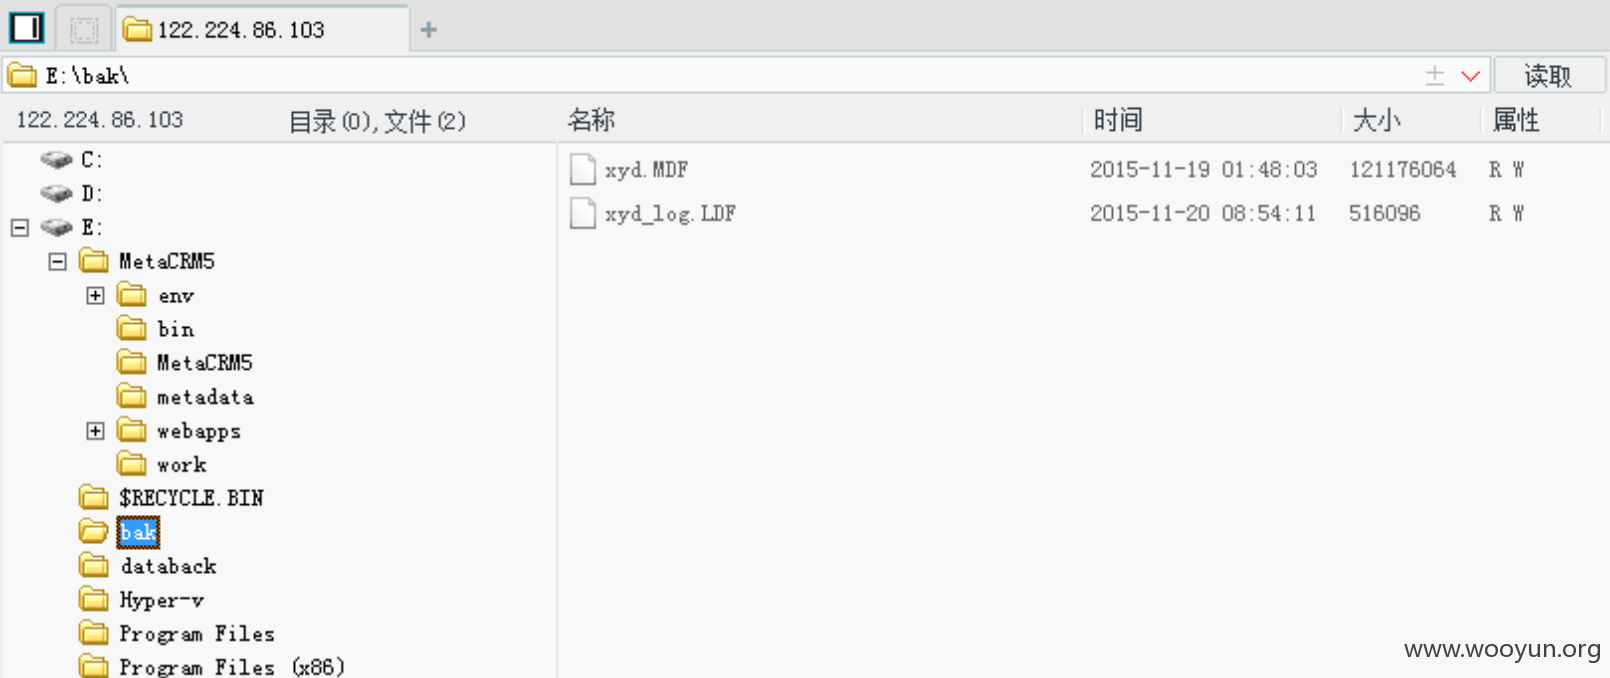 122.224.86.103
E:\bak\
读取
122.224.86.103 目录(0),文件(2) 名称 时间 大小 属性
C:
xyd.MDF 2015-11-19 01:48:03 121176064 R W
D:
xyd_log.LDF 2015-11-20 08:54:11 516096 R W
E:
MetaCRM5
env
bin
MetaCRM5
metadata
webapps
work
$RECYCLE.BIN
bak
databack
Hyper-v
Program Files
Program Files (x86)
www.wooyun.org